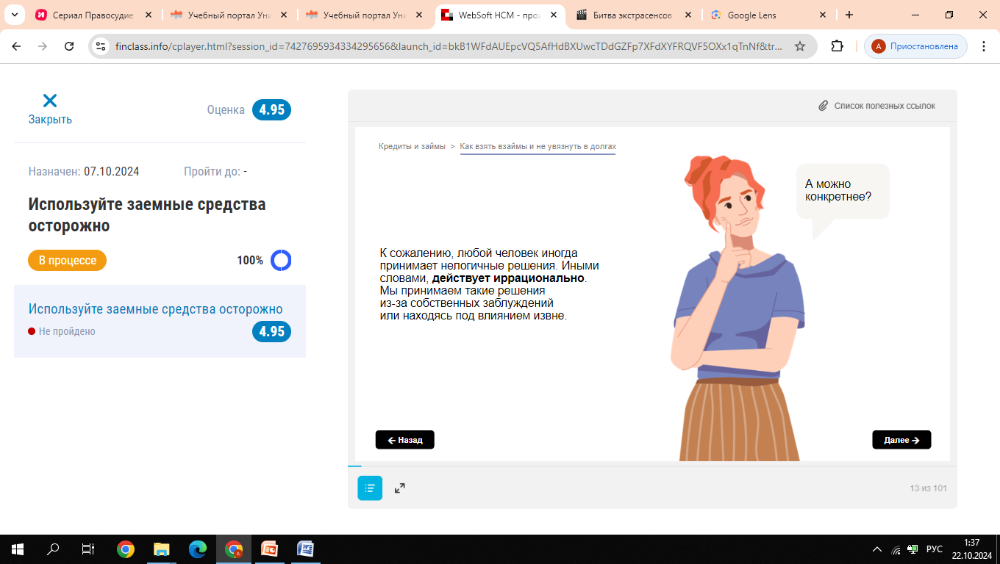 Сериал Правосудие
Учебный портал Уни
Учебный портал Уни
WebSoft HCM - про
Битва экстрасенсов
Google Lens
finclass.info/cplayer.html?session_id=7427695934334295656&launch_id=bkB1WFdAUEpcVQ5AfHdBXUwcTDdGZFp7XFdXYFRQVF5OXx1qTnNf&tr...
A
Приостановлена
Закрыть
Оценка
4.95
Назначен: 07.10.2024
Пройти до: -
Используйте заемные средства
осторожно
В процессе
100%
Используйте заемные средства осторожно
Не пройдено
4.95
Список полезных ссылок
Кредиты и займы > Как взять взаймы и не увязнуть в долгах
А можно
конкретнее?
К сожалению, любой человек иногда
принимает нелогичные решения. Иными
словами, действует иррационально.
Мы принимаем такие решения
из-за собственных заблуждений
или находясь под влиянием извне.
Назад
Далее
13 из 101
РУС
1:37
22.10.2024